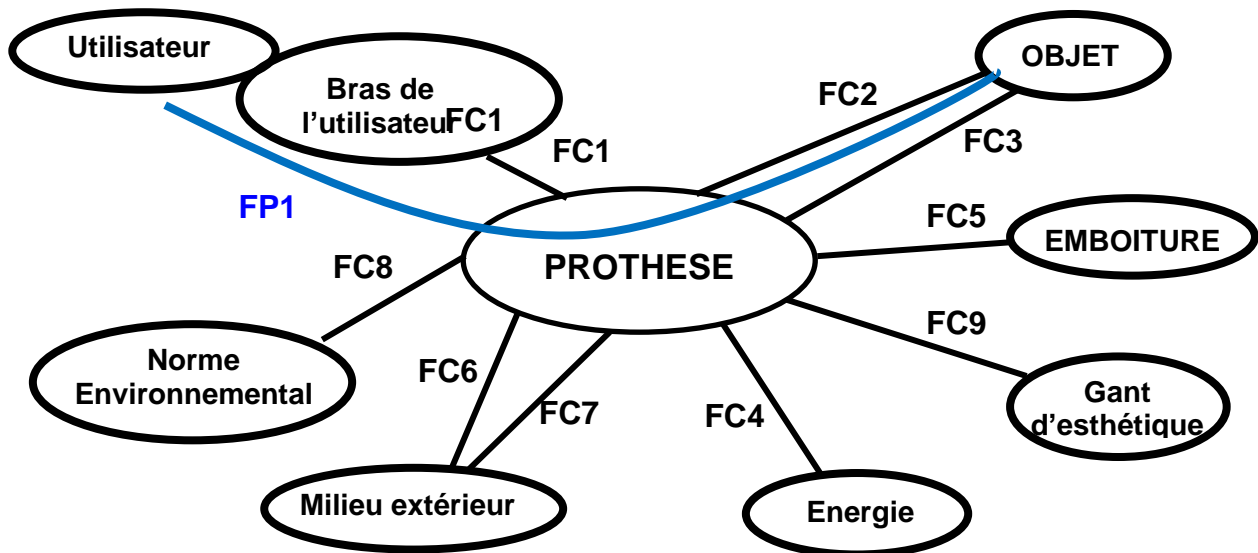 Utilisateur
OBJET
Bras de
l'utilisateurFC1
FC2
FC3
FC1
FP1
FC5
EMBOITURE
PROTHESE
FC8
FC9
Norme
Environnemental
FC6
FC7
FC4
Gant
d'esthétique
Milieu extérieur
Energie